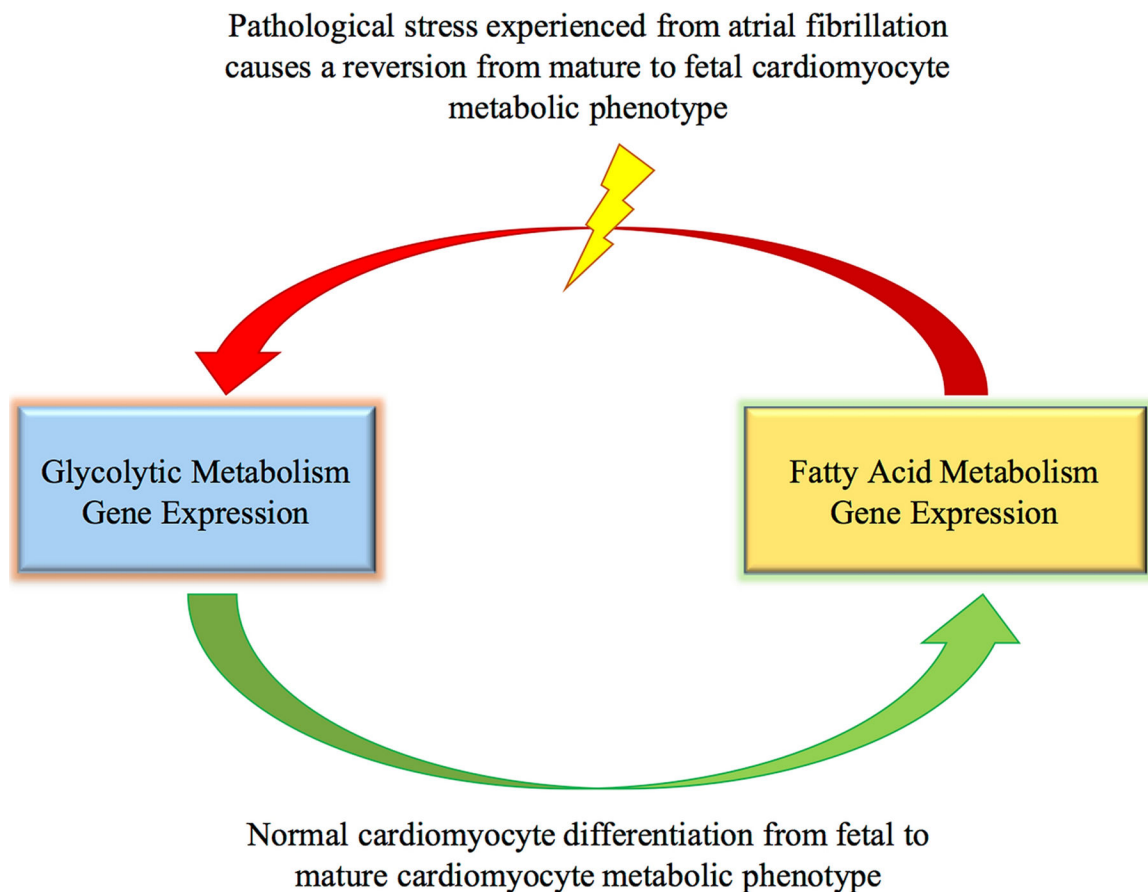 Pathological stress experienced from atrial fibrillation
causes a reversion from mature to fetal cardiomyocyte
metabolic phenotype
Glycolytic Metabolism
Gene Expression
Fatty Acid Metabolism
Gene Expression
Normal cardiomyocyte differentiation from fetal to
mature cardiomyocyte metabolic phenotype